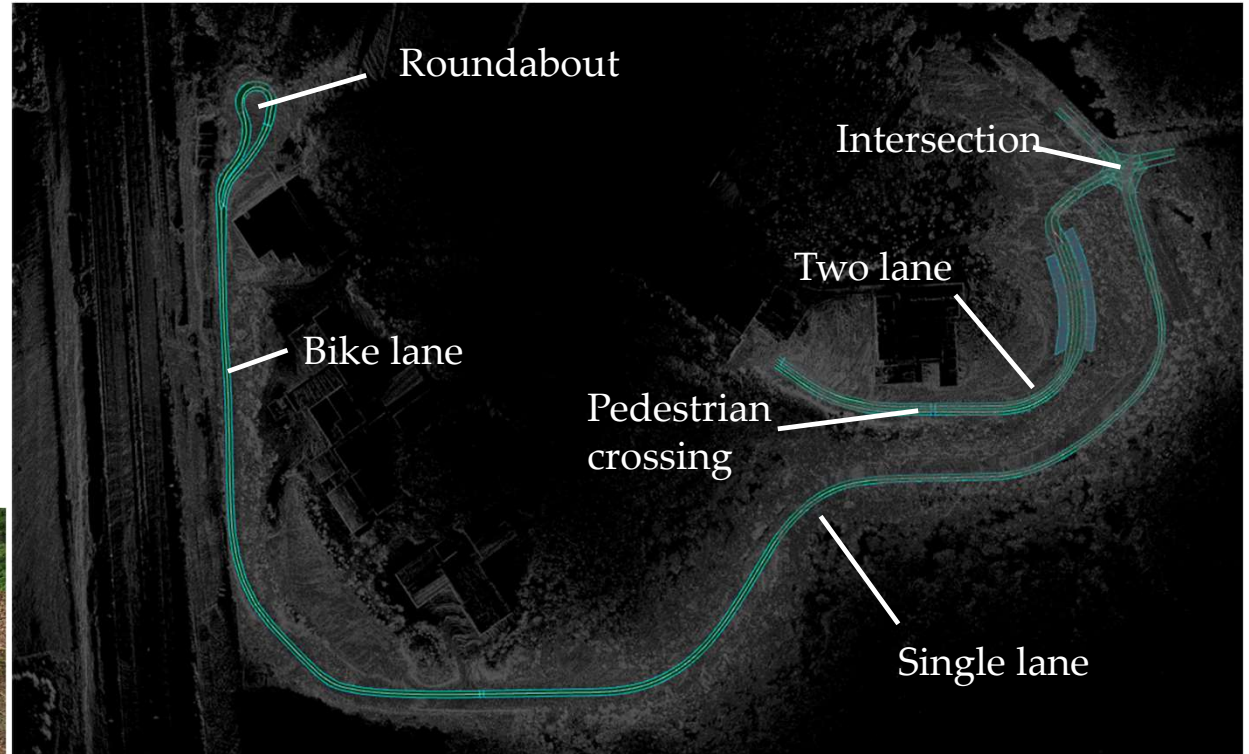 Roundabout
Intersection
Two lane
Bike lane
Pedestrian
crossing
Single lane